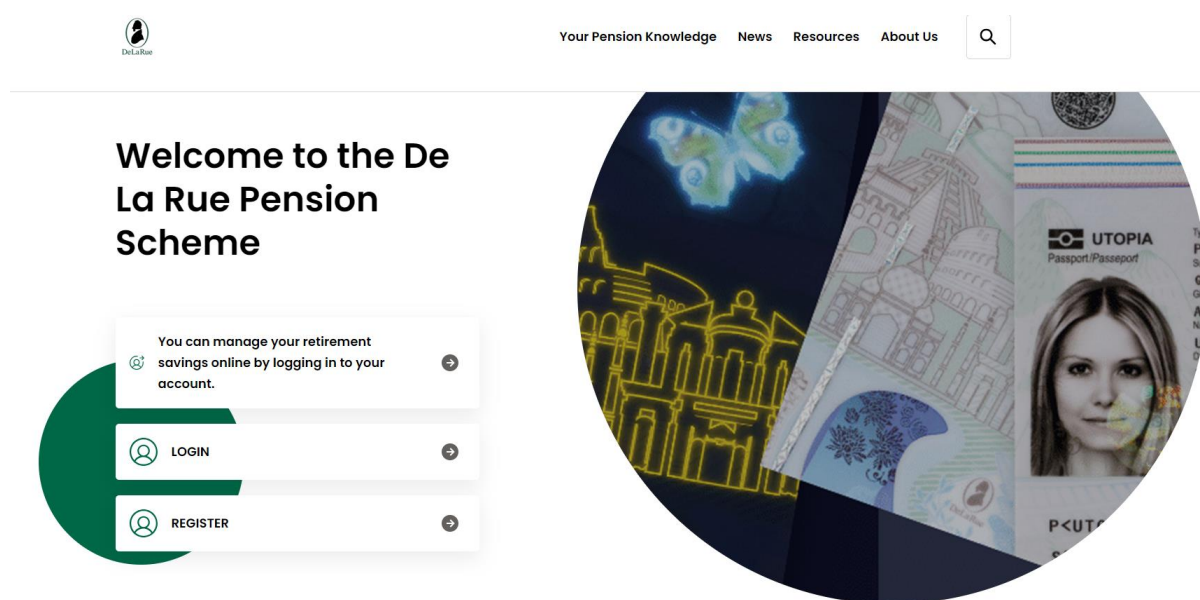 DeLaRue
Your Pension Knowledge
News
Resources
About Us
Welcome to the De
La Rue Pension
Scheme
You can manage your retirement
savings online by logging in to your
account.
LOGIN
REGISTER
UTOPIA
Passport/Passeport
DeLaRue
P<UT